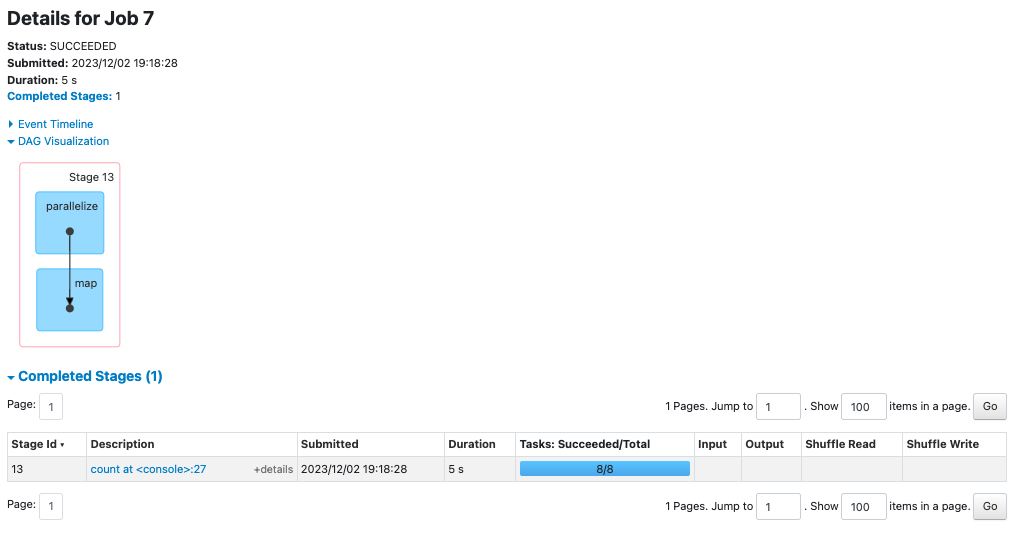 Details for Job 7
Status: SUCCEEDED
Submitted: 2023/12/02 19:18:28
Duration: 5 s
Completed Stages: 1
Event Timeline
DAG Visualization
Stage 13
parallelize
map
Completed Stages (1)
Page: 1 1 Pages. Jump to 1 . Show 100 items in a page. Go
Stage Id Description Submitted Duration Tasks: Succeeded/Total Input Output Shuffle Read Shuffle Write
13 count at <console>:27 +details 2023/12/02 19:18:28 5 s 8/8
Page: 1 1 Pages. Jump to 1 . Show 100 items in a page. Go